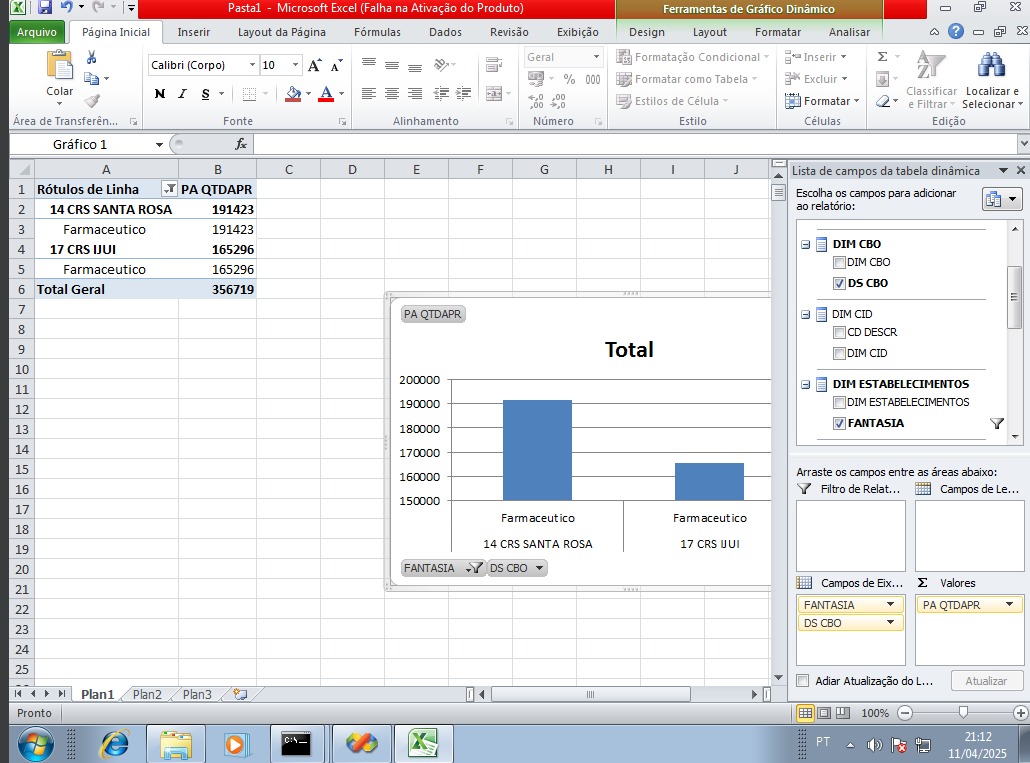 Pasta1 - Microsoft Excel (Falha na Ativação do Produto)
Ferramentas de Gráfico Dinâmico
Arquivo Página Inicial Inserir Layout da Página Fórmulas Dados Revisão Exibição Design Layout Formatar Analisar
Colar
Calibri (Corpo) 10
N I S
Geral
% 000
Formatação Condicional
Formatar como Tabela
Estilos de Célula
Inserir
Excluir
Formatar
Classificar e Filtrar
Localizar e Selecionar
Área de Transferên... Fonte Alinhamento Número Estilo Células Edição
Gráfico 1 fx
A B C D E F G H I J
1 Rótulos de Linha PA QTDAPR
2 14 CRS SANTA ROSA 191423
3 Farmaceutico 191423
4 17 CRS IJUI 165296
5 Farmaceutico 165296
6 Total Geral 356719
7
8
9
10
11
12
13
14
15
16
17
18
19
20
21
22
23
24
25
PA QTDAPR
Total
200000
190000
180000
170000
160000
150000
Farmaceutico Farmaceutico
14 CRS SANTA ROSA 17 CRS IJUI
FANTASIA DS CBO
Lista de campos da tabela dinâmica
Escolha os campos para adicionar
ao relatório:
DIM CBO
DIM CBO
DS CBO
DIM CID
CD DESCR
DIM CID
DIM ESTABELECIMENTOS
DIM ESTABELECIMENTOS
FANTASIA
Arraste os campos entre as áreas abaixo:
Filtro de Relat... Campos de Le...
Campos de Eix... Σ Valores
FANTASIA PA QTDAPR
DS CBO
Adiar Atualização do L... Atualizar
Plan1 Plan2 Plan3
Pronto 100%
PT 21:12
11/04/2025